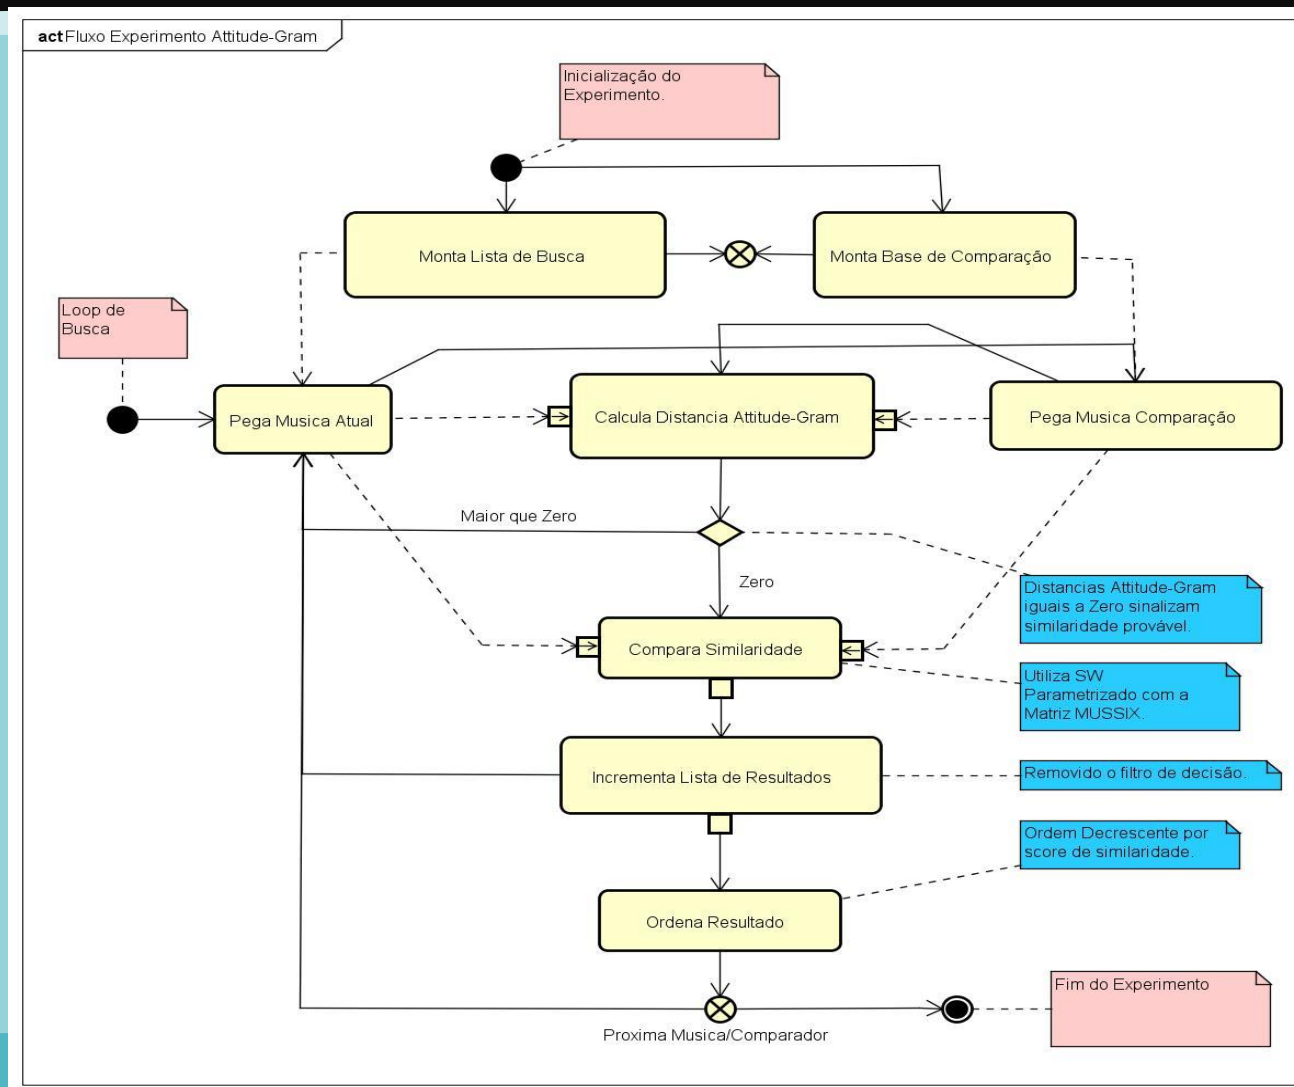 act Fluxo Experimento Attitude-Gram
Inicialização do
Experimento.
Monta Lista de Busca
Monta Base de Comparação
Loop de
Busca
Pega Musica Atual
Calcula Distancia Attitude-Gram
Pega Musica Comparação
Maior que Zero
Zero
Distancias Attitude-Gram
iguais a Zero sinalizam
similaridade provável.
Compara Similaridade
Utiliza SW
Parametrizado com a
Matriz MUSSIX.
Incrementa Lista de Resultados
Removido o filtro de decisão.
Ordem Decrescente por
score de similaridade.
Ordena Resultado
Fim do Experimento
Proxima Musica/Comparador